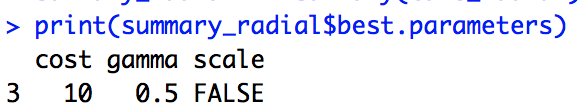 > print(summary_radial$best.parameters)
  cost gamma scale
3   10   0.5 FALSE